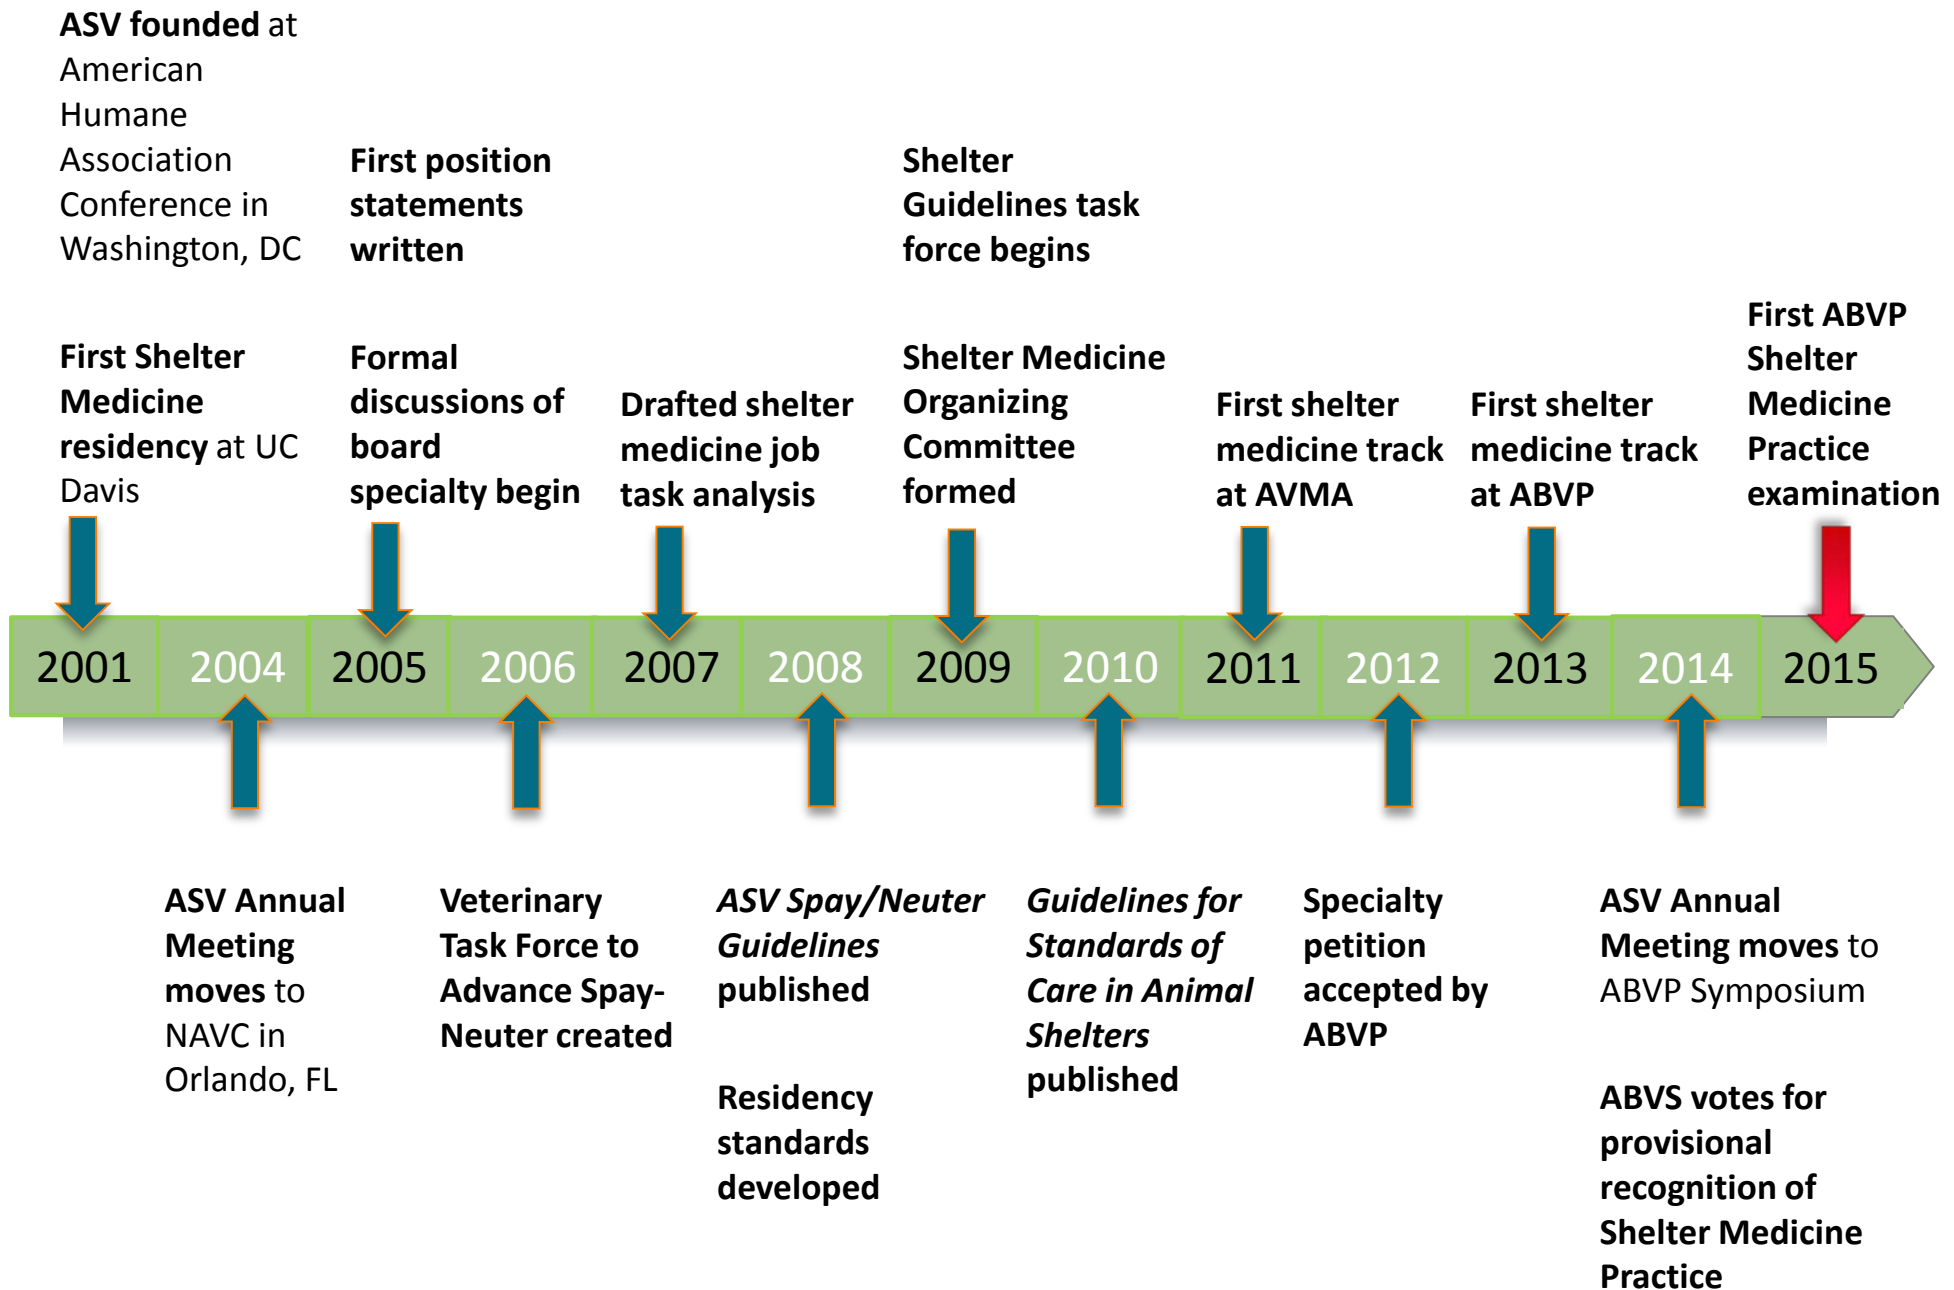 ASV founded at
American
Humane
Association
Conference in
Washington, DC
First Shelter
Medicine
residency at UC
Davis
First position
statements
written
Formal
discussions of
board
specialty begin
Drafted shelter
medicine job
task analysis
Shelter
Guidelines task
force begins
Shelter Medicine
Organizing
Committee
formed
First shelter
medicine track
at AVMA
First shelter
medicine track
at ABVP
First ABVP
Shelter
Medicine
Practice
examination
2001 2004 2005 2006 2007 2008 2009 2010 2011 2012 2013 2014 2015
ASV Annual
Meeting
moves to
NAVC in
Orlando, FL
Veterinary
Task Force to
Advance Spay-
Neuter created
ASV Spay/Neuter
Guidelines
published
Residency
standards
developed
Guidelines for
Standards of
Care in Animal
Shelters
published
Specialty
petition
accepted by
ABVP
ASV Annual
Meeting moves to
ABVP Symposium
ABVS votes for
provisional
recognition of
Shelter Medicine
Practice